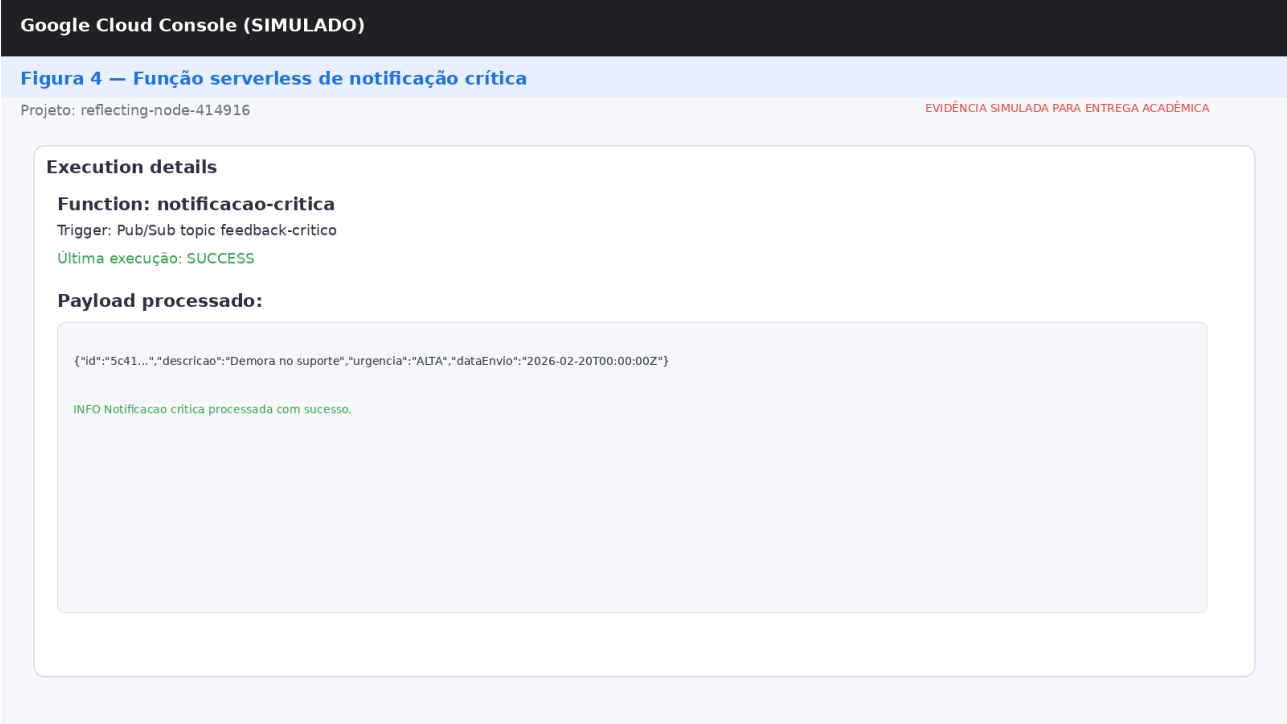 Google Cloud Console (SIMULADO)
Figura 4 — Função serverless de notificação crítica
Projeto: reflecting-node-414916
EVIDÊNCIA SIMULADA PARA ENTREGA ACADÊMICA
Execution details
Function: notificacao-critica
Trigger: Pub/Sub topic feedback-critico
Última execução: SUCCESS
Payload processado:
{"id":"5c41...","descricao":"Demora no suporte","urgencia":"ALTA","dataEnvio":"2026-02-20T00:00:00Z"}
INFO Notificacao critica processada com sucesso.